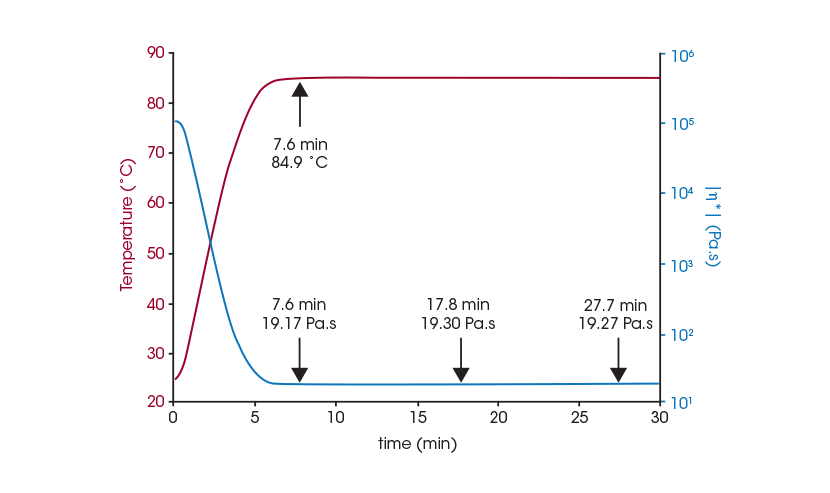 90
80
70
60
50
40
30
20
Temperature (˚C)
10⁶
10⁵
10⁴
10³
10²
10¹
|η*| (Pa.s)
7.6 min
84.9 ˚C
7.6 min
19.17 Pa.s
17.8 min
19.30 Pa.s
27.7 min
19.27 Pa.s
0 5 10 15 20 25 30
time (min)